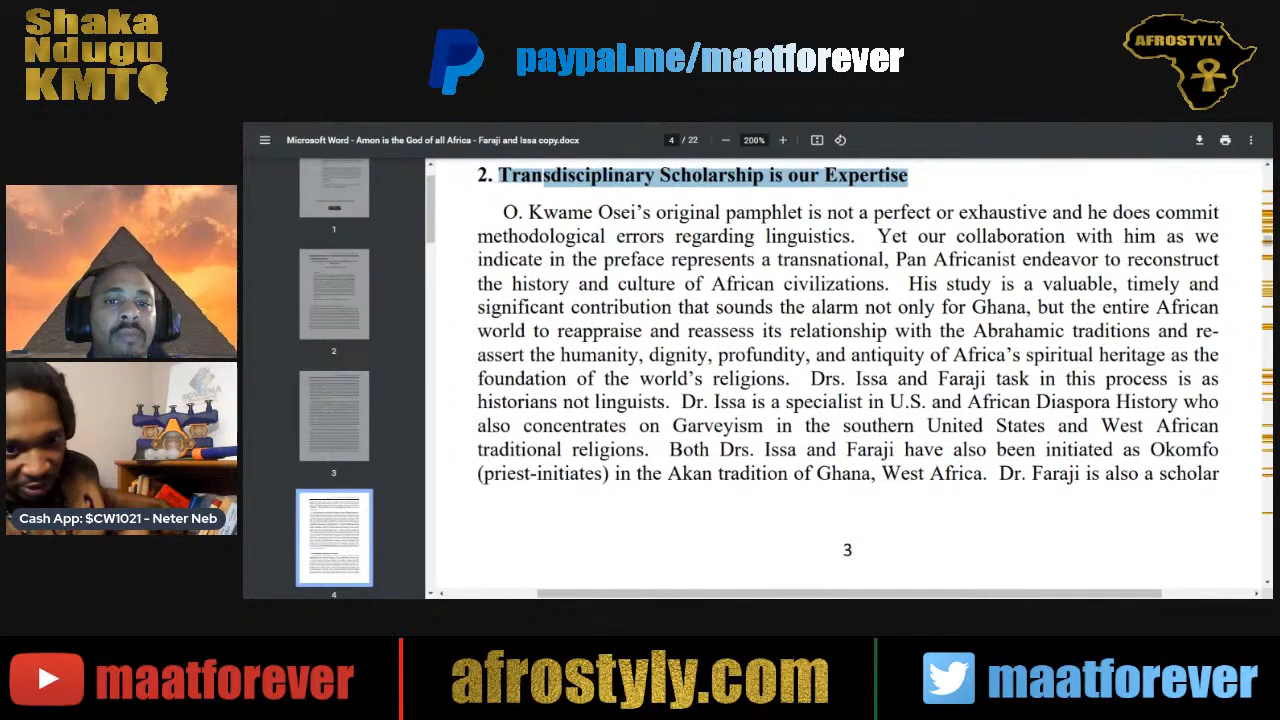 Shaka
Ndugu
KMT
paypal.me/maatforever
AFROSTYLY
Microsoft Word - Amon is the God of all Africa - Faraji and Issa copy.docx
4 / 22
200%
1
2
3
4
2. Transdisciplinary Scholarship is our Expertise
O. Kwame Osei's original pamphlet is not a perfect or exhaustive and he does commit
methodological errors regarding linguistics. Yet our collaboration with him as we
indicate in the preface represents a transnational, Pan Africanist endeavor to reconstruct
the history and culture of African civilizations. His study is a valuable, timely and
significant contribution that sounds the alarm not only for Ghana, but the entire African
world to reappraise and reassess its relationship with the Abrahamic traditions and re-
assert the humanity, dignity, profundity, and antiquity of Africa's spiritual heritage as the
foundation of the world's religions. Drs. Issa and Faraji task in this process is as
historians not linguists. Dr. Issa is a specialist in U.S. and African Diaspora History who
also concentrates on Garveyism in the southern United States and West African
traditional religions. Both Drs. Issa and Faraji have also been initiated as Okomfo
(priest-initiates) in the Akan tradition of Ghana, West Africa. Dr. Faraji is also a scholar
3
Cash App: $CW1021 - Neter Neb
maatforever
afrostyly.com
maatforever